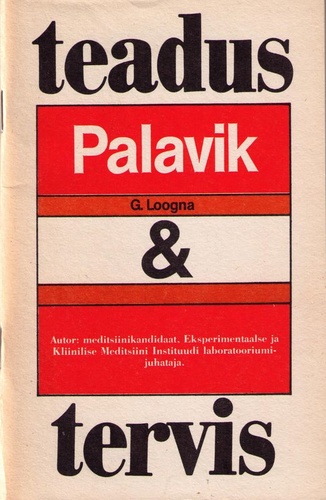 teadus
Palavik
G. Loogna
&
Autor: meditsiinikandidaat, Eksperimentaalse ja
Kliinilise Meditsiini Instituudi laboratooriumi-
juhataja.
tervis